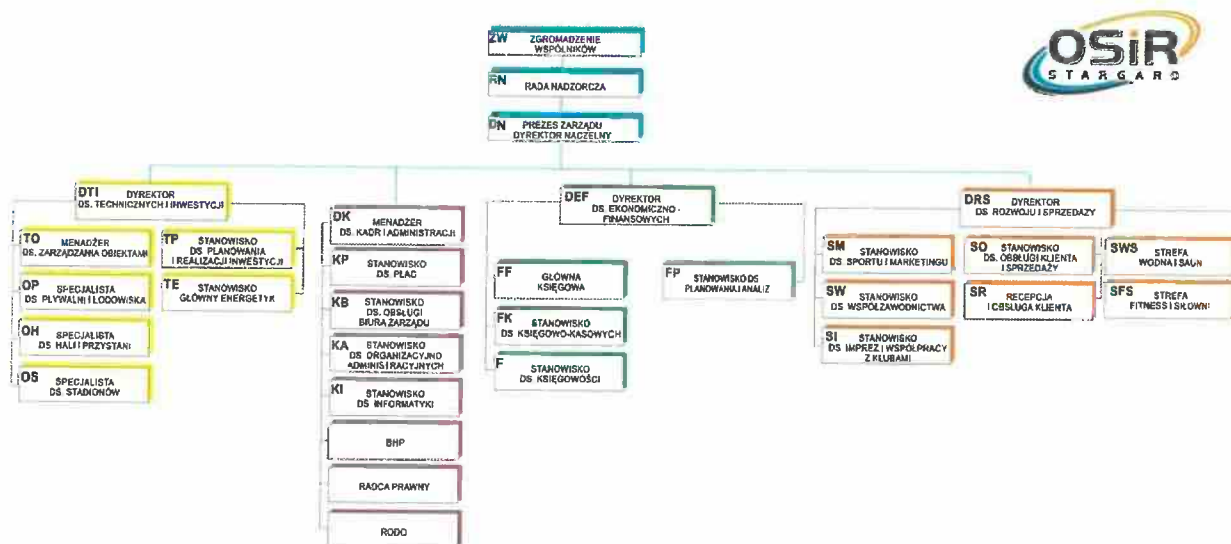 ZW ZGROMADZENIE
WSPÓLNIKÓW
OSiR
STARGARD
RN RADA NADZORCZA
DN PREZES ZARZĄDU
DYREKTOR NACZELNY
DTI DYREKTOR
DS. TECHNICZNYCH I INWESTYCJI
TO MENADŻER
DS. ZARZĄDZANIA OBIEKTAMI
OP SPECJALISTA
DS. PŁYWALNI I LODOWISKA
OH SPECJALISTA
DS. HALI I PRZYSTANI
OS SPECJALISTA
DS. STADIONÓW
TP STANOWISKO
DS. PLANOWANIA
I REALIZACJI INWESTYCJI
TE STANOWISKO
GŁÓWNY ENERGETYK
DK MENADŻER
DS. KADR I ADMINISTRACJI
KP STANOWISKO
DS. PŁAC
KB STANOWISKO
DS. OBSŁUGI
BIURA ZARZĄDU
KA STANOWISKO
DS ORGANIZACYJNO
ADMINISTRACYJNYCH
KI STANOWISKO
DS INFORMATYKI
BHP
RADCA PRAWNY
RODO
DEF DYREKTOR
DS. EKONOMICZNO -
FINANSOWYCH
FF GŁÓWNA
KSIĘGOWA
FK STANOWISKO
DS KSIĘGOWO-KASOWYCH
F STANOWISKO
DS. KSIĘGOWOŚCI
FP STANOWISKO DS
PLANOWANIA I ANALIZ
DRS DYREKTOR
DS. ROZWOJU I SPRZEDAŻY
SM STANOWISKO
DS. SPORTU I MARKETINGU
SW STANOWISKO
DS WSPÓŁZAWODNICTWA
SI STANOWISKO
DS IMPREZ I WSPÓŁPRACY
Z KLUBAMI
SO STANOWISKO
DS. OBSŁUGI KLIENTA
I SPRZEDAŻY
SR RECEPCJA
I OBSŁUGA KLIENTA
SWS STREFA
WODNA I SAUN
SFS STREFA
FITNESS I SIŁOWNI